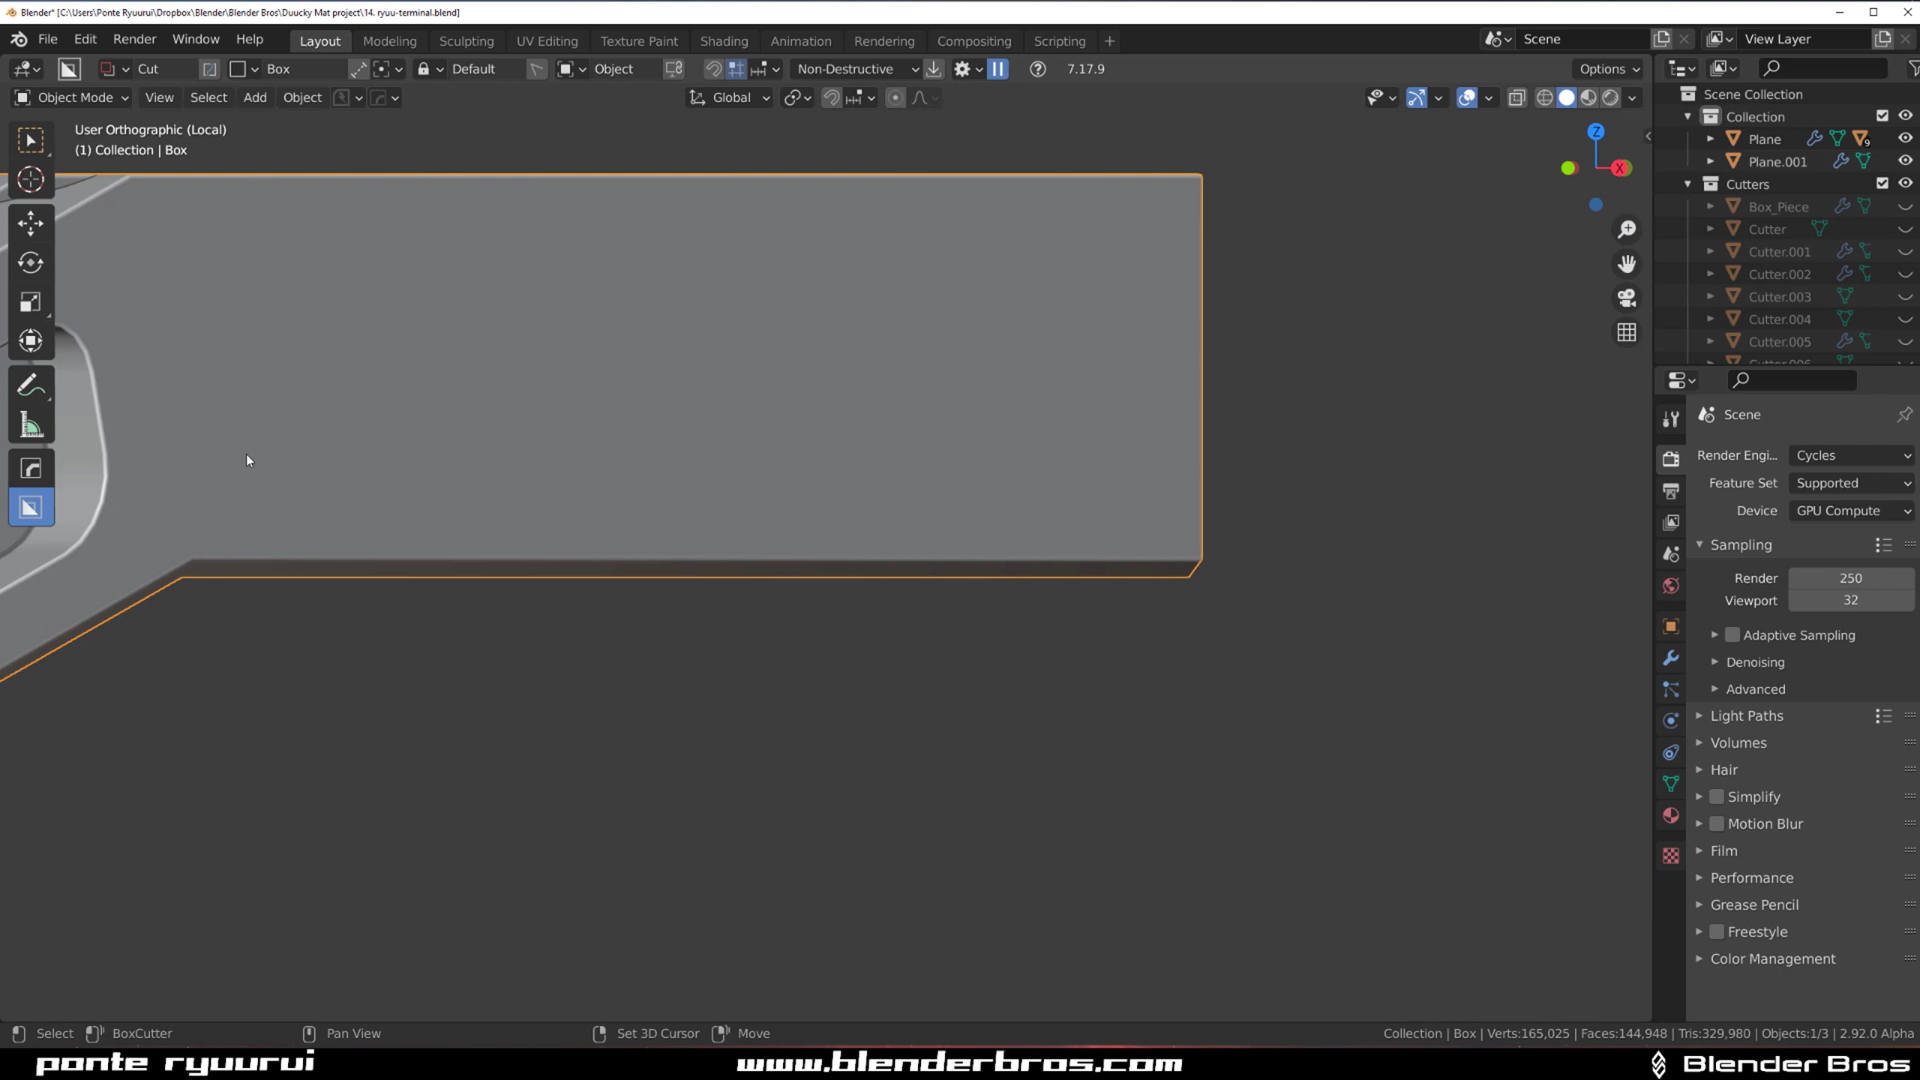 Blender* [C:\Users\Ponte Ryuurui\Dropbox\Blender\Blender Bros\Duucky Mat project\14. ryuu-terminal.blend]
File Edit Render Window Help Layout Modeling Sculpting UV Editing Texture Paint Shading Animation Rendering Compositing Scripting + Scene View Layer
Cut Box Default Object Non-Destructive 7.17.9 Options
Object Mode View Select Add Object Global
User Orthographic (Local)
(1) Collection | Box
Z
X
Scene Collection
Collection
Plane 9
Plane.001
Cutters
Box_Piece
Cutter
Cutter.001
Cutter.002
Cutter.003
Cutter.004
Cutter.005
Cutter.006
Scene
Render Engi... Cycles
Feature Set Supported
Device GPU Compute
Sampling
Render 250
Viewport 32
Adaptive Sampling
Denoising
Advanced
Light Paths
Volumes
Hair
Simplify
Motion Blur
Film
Performance
Grease Pencil
Freestyle
Color Management
Select BoxCutter Pan View Set 3D Cursor Move Collection | Box | Verts:165,025 | Faces:144,948 | Tris:329,980 | Objects:1/3 | 2.92.0 Alpha
ponte ryuurui www.blenderbros.com Blender Bros